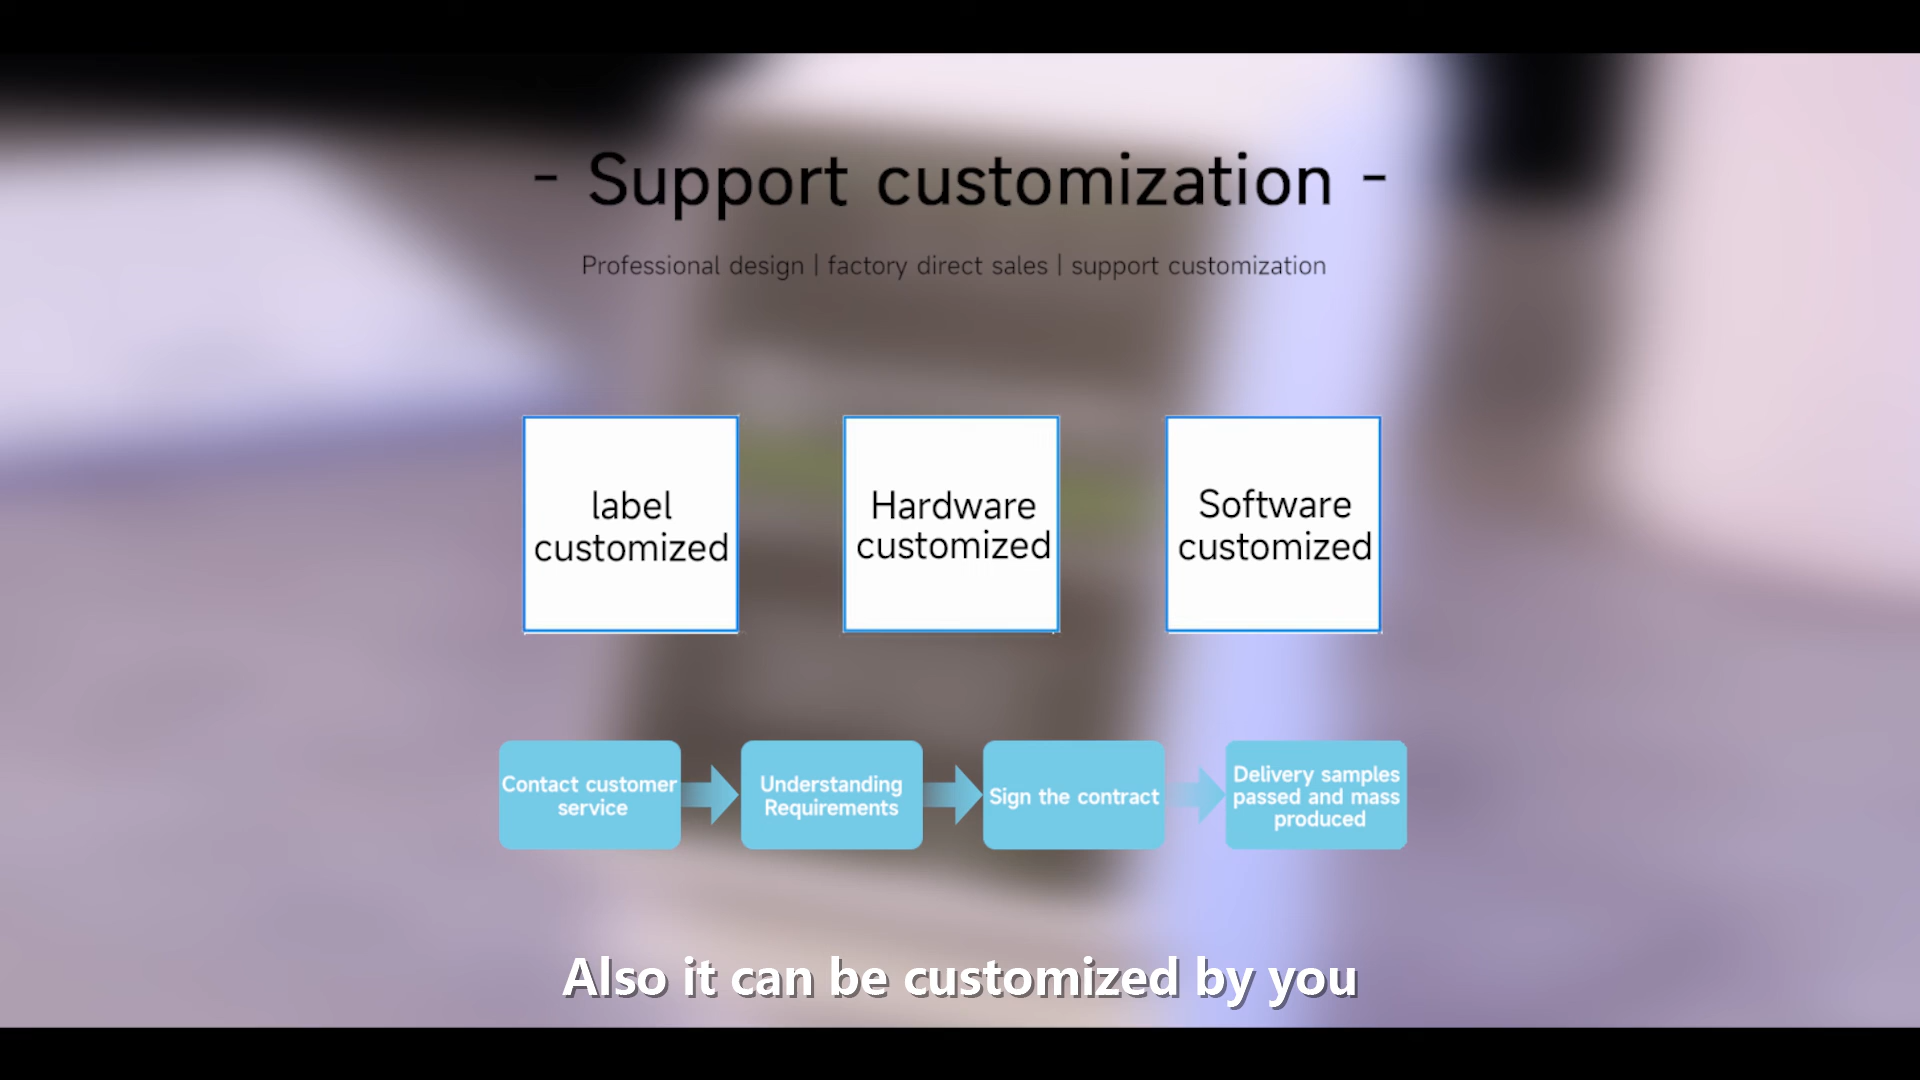 - Support customization -
Professional design | factory direct sales | support customization
label
customized
Hardware
customized
Software
customized
Contact customer
service
Understanding
Requirements
Sign the contract
Delivery samples
passed and mass
produced
Also it can be customized by you